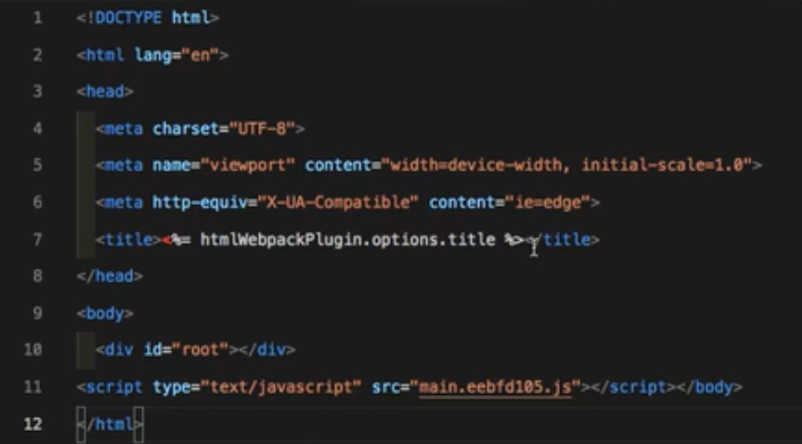 1 <!DOCTYPE html>
2 <html lang="en">
3 <head>
4 <meta charset="UTF-8">
5 <meta name="viewport" content="width=device-width, initial-scale=1.0">
6 <meta http-equiv="X-UA-Compatible" content="ie=edge">
7 <title><%= htmlWebpackPlugin.options.title %></title>
8 </head>
9 <body>
10 <div id="root"></div>
11 <script type="text/javascript" src="main.eebfd105.js"></script></body>
12 </html>